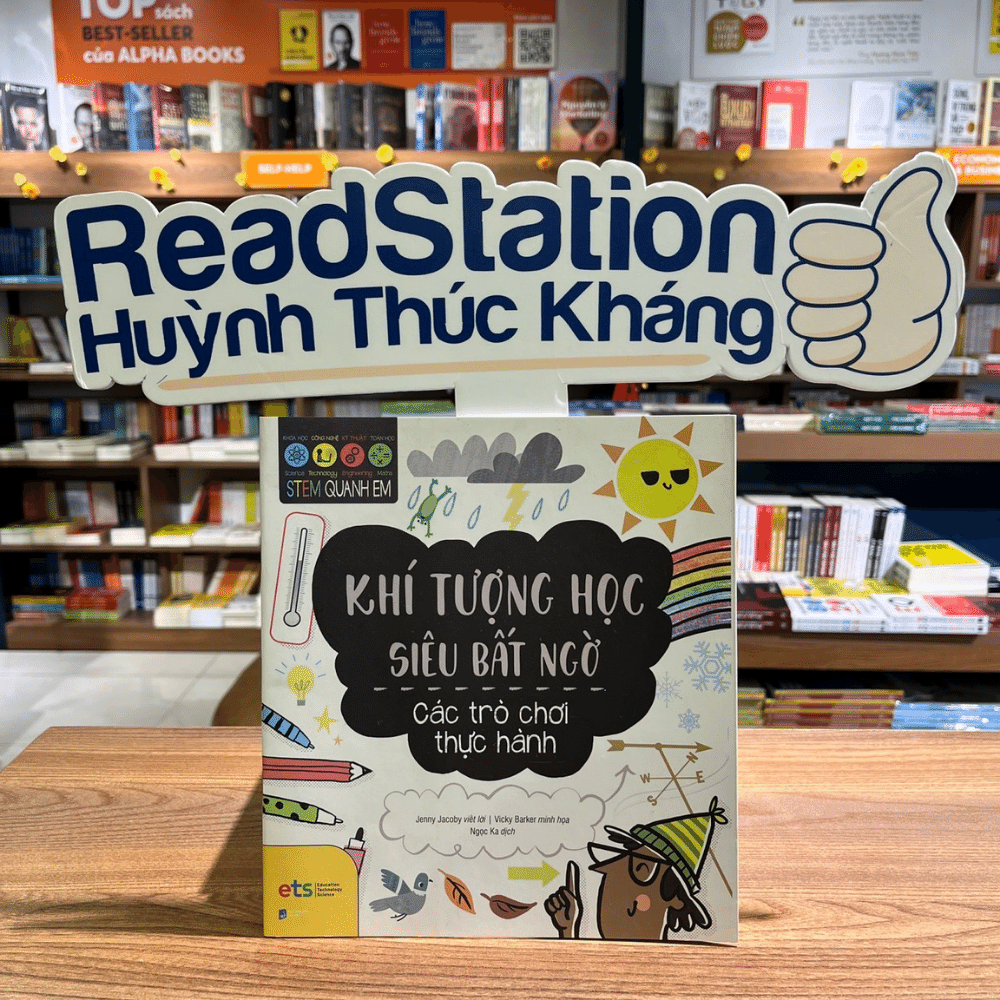 TOP sách
BEST-SELLER
của ALPHA BOOKS
SELF-HELP
ReadStation
Huỳnh Thúc Kháng
KHOA HỌC CÔNG NGHỆ KỸ THUẬT TOÁN HỌC
Science Technology Engineering Maths
STEM QUANH EM
KHÍ TƯỢNG HỌC
SIÊU BẤT NGỜ
Các trò chơi
thực hành
N
W E
S
Jenny Jacoby viết lời | Vicky Barker minh họa
Ngọc Ka dịch
ets Education
Technology
Science